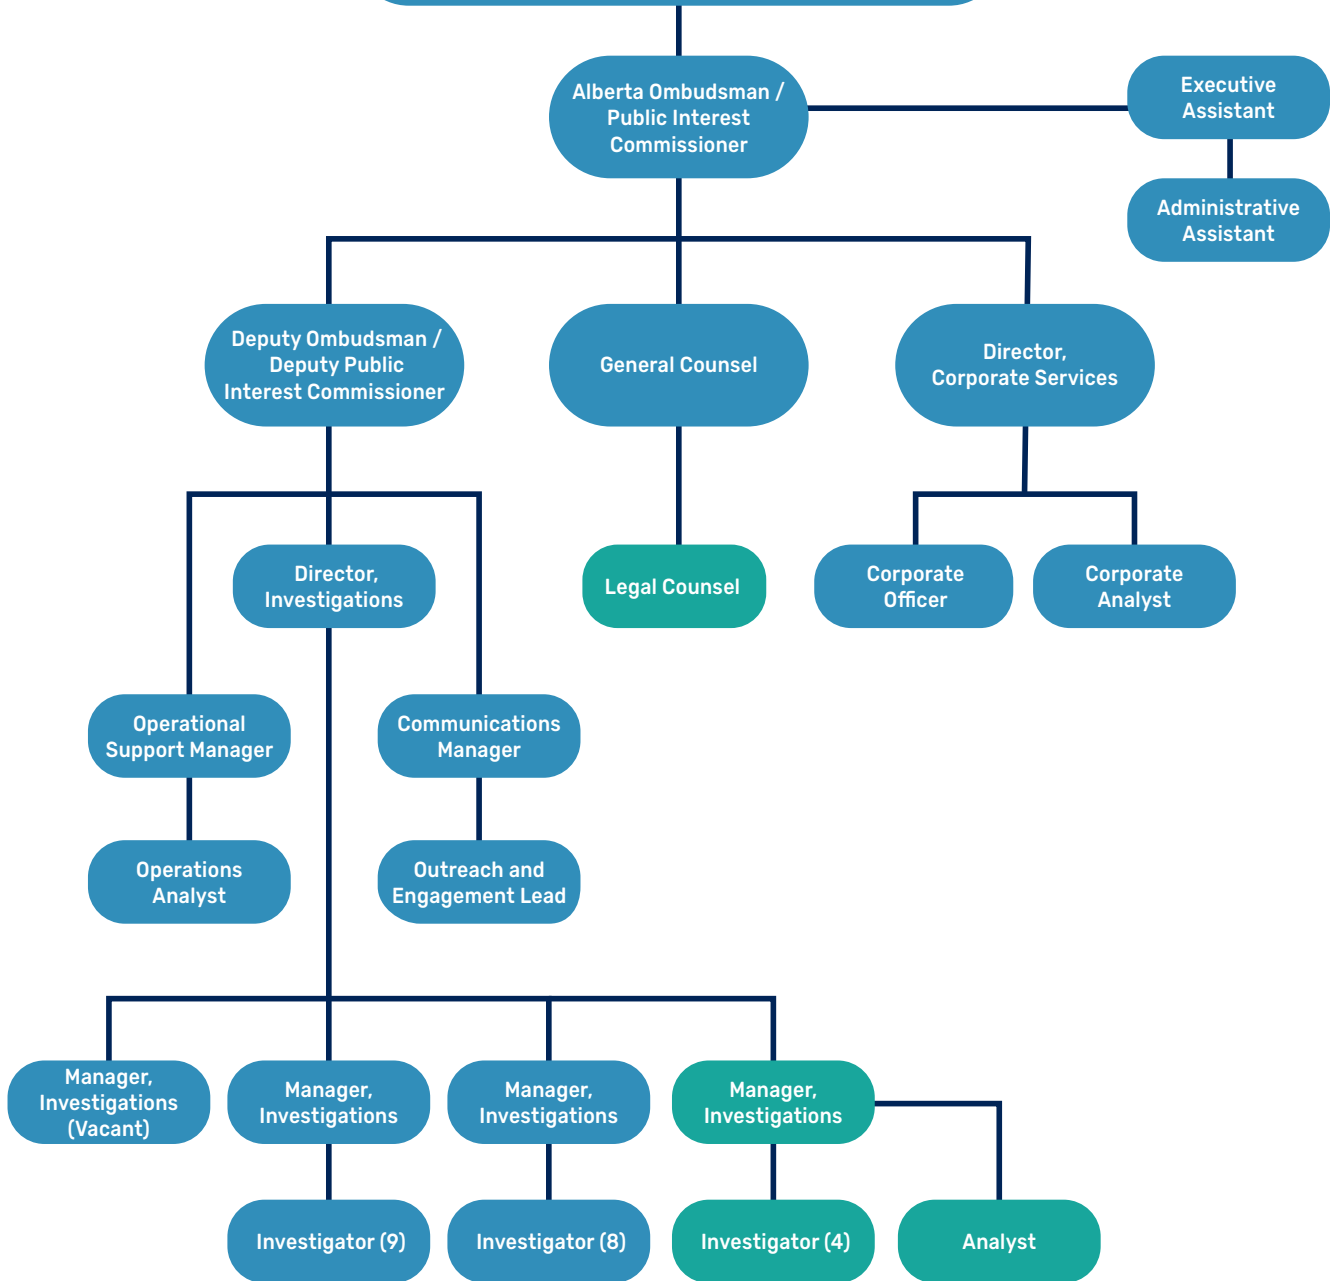 Alberta Ombudsman /
Public Interest
Commissioner
Executive
Assistant
Administrative
Assistant
Deputy Ombudsman /
Deputy Public
Interest Commissioner
General Counsel
Director,
Corporate Services
Director,
Investigations
Legal Counsel
Corporate
Officer
Corporate
Analyst
Operational
Support Manager
Communications
Manager
Operations
Analyst
Outreach and
Engagement Lead
Manager,
Investigations
(Vacant)
Manager,
Investigations
Manager,
Investigations
Manager,
Investigations
Investigator (9)
Investigator (8)
Investigator (4)
Analyst